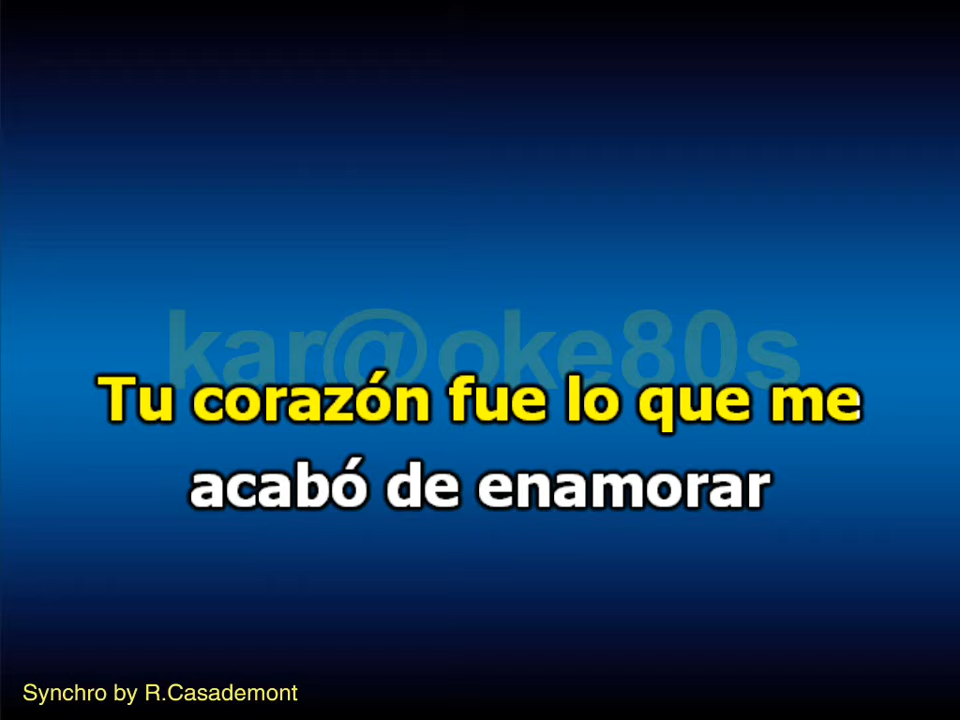 kar@oke80s
Tu corazón fue lo que me
acabó de enamorar
Synchro by R.Casademont